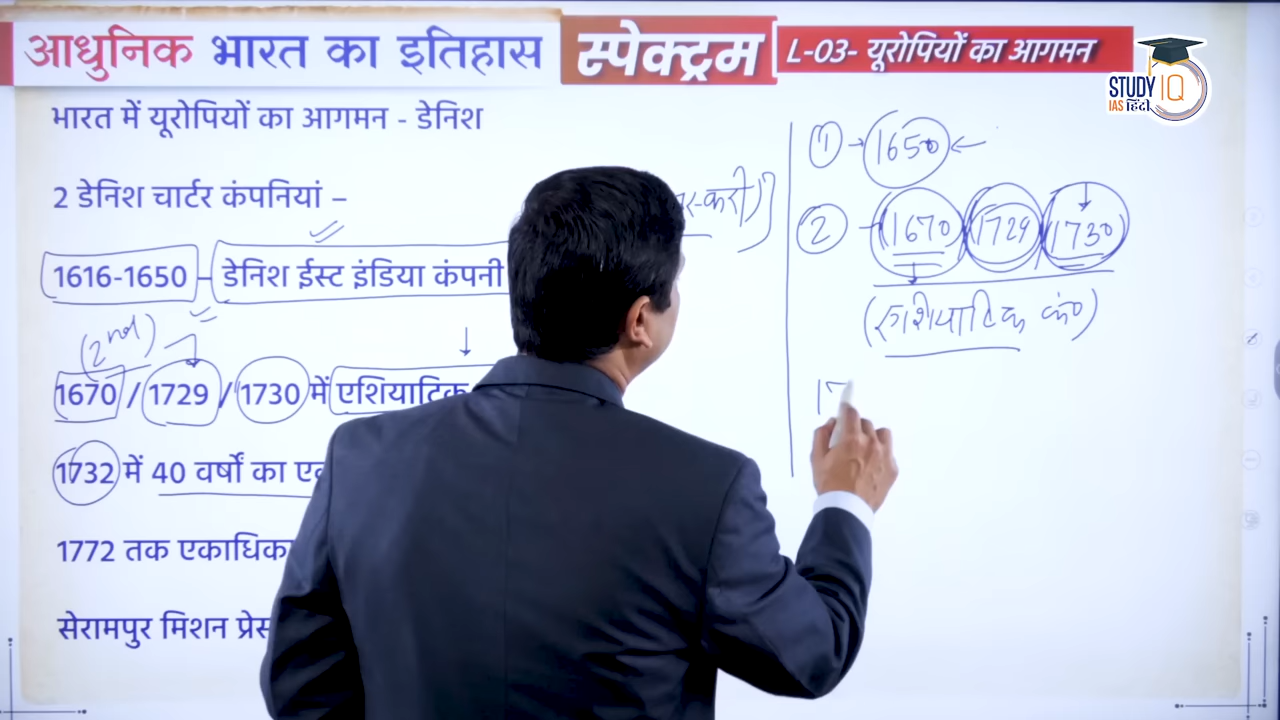 आधुनिक भारत का इतिहास
स्पेक्ट्रम
L-03- यूरोपियों का आगमन
STUDY IQ
IAS हिंदी
भारत में यूरोपियों का आगमन - डेनिश
2 डेनिश चार्टर कंपनियां –
1616-1650 – डेनिश ईस्ट इंडिया कंपनी
(2nd)
1670 / 1729 / 1730 में एशियाटिक
1732 में 40 वर्षों का
1772 तक
सेरामपुर मिशन
① → 1650 ←
② – (1670) (1729) (1730)
(एशियाटिक कं०)
17